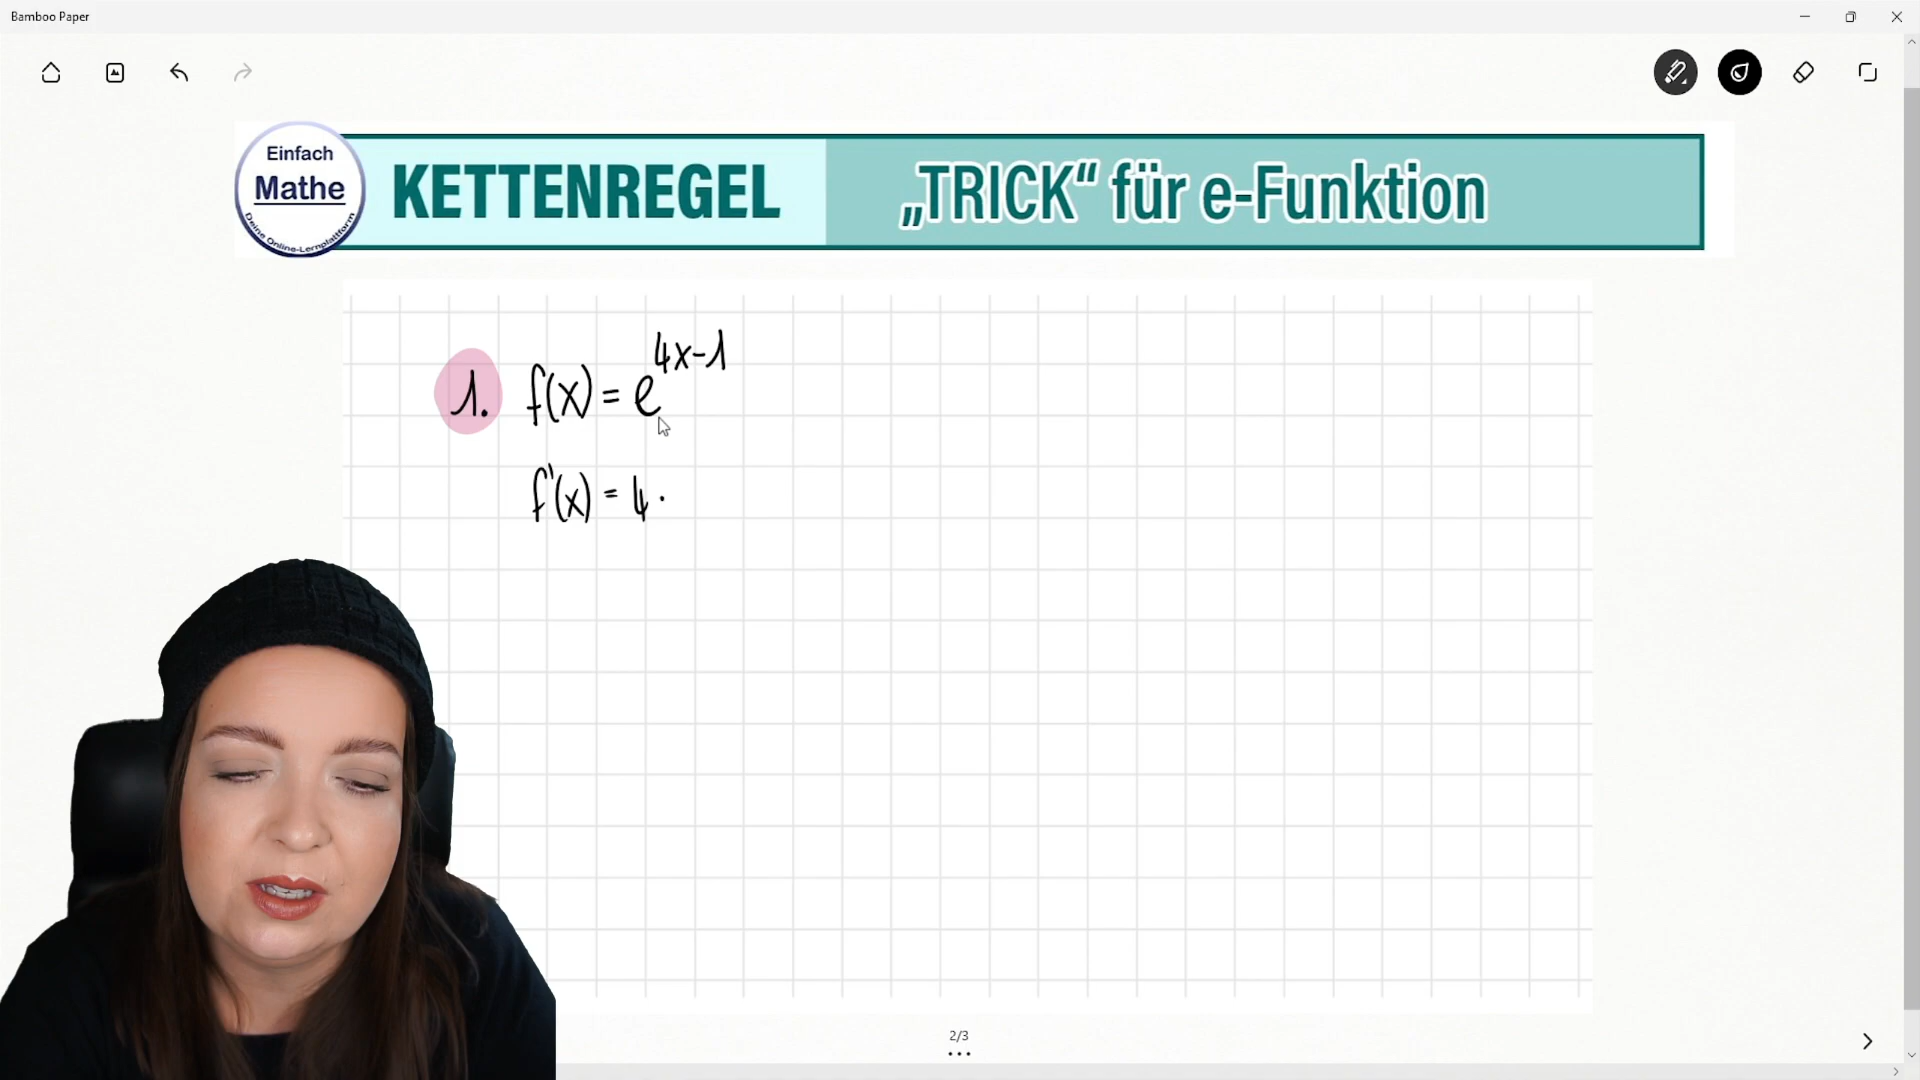 Bamboo Paper
Einfach
Mathe
Deine Online-Lernplattform
KETTENREGEL
„TRICK“ für e-Funktion
1. f(x) = e^{4x-1}
f'(x) = 4 ·
2/3